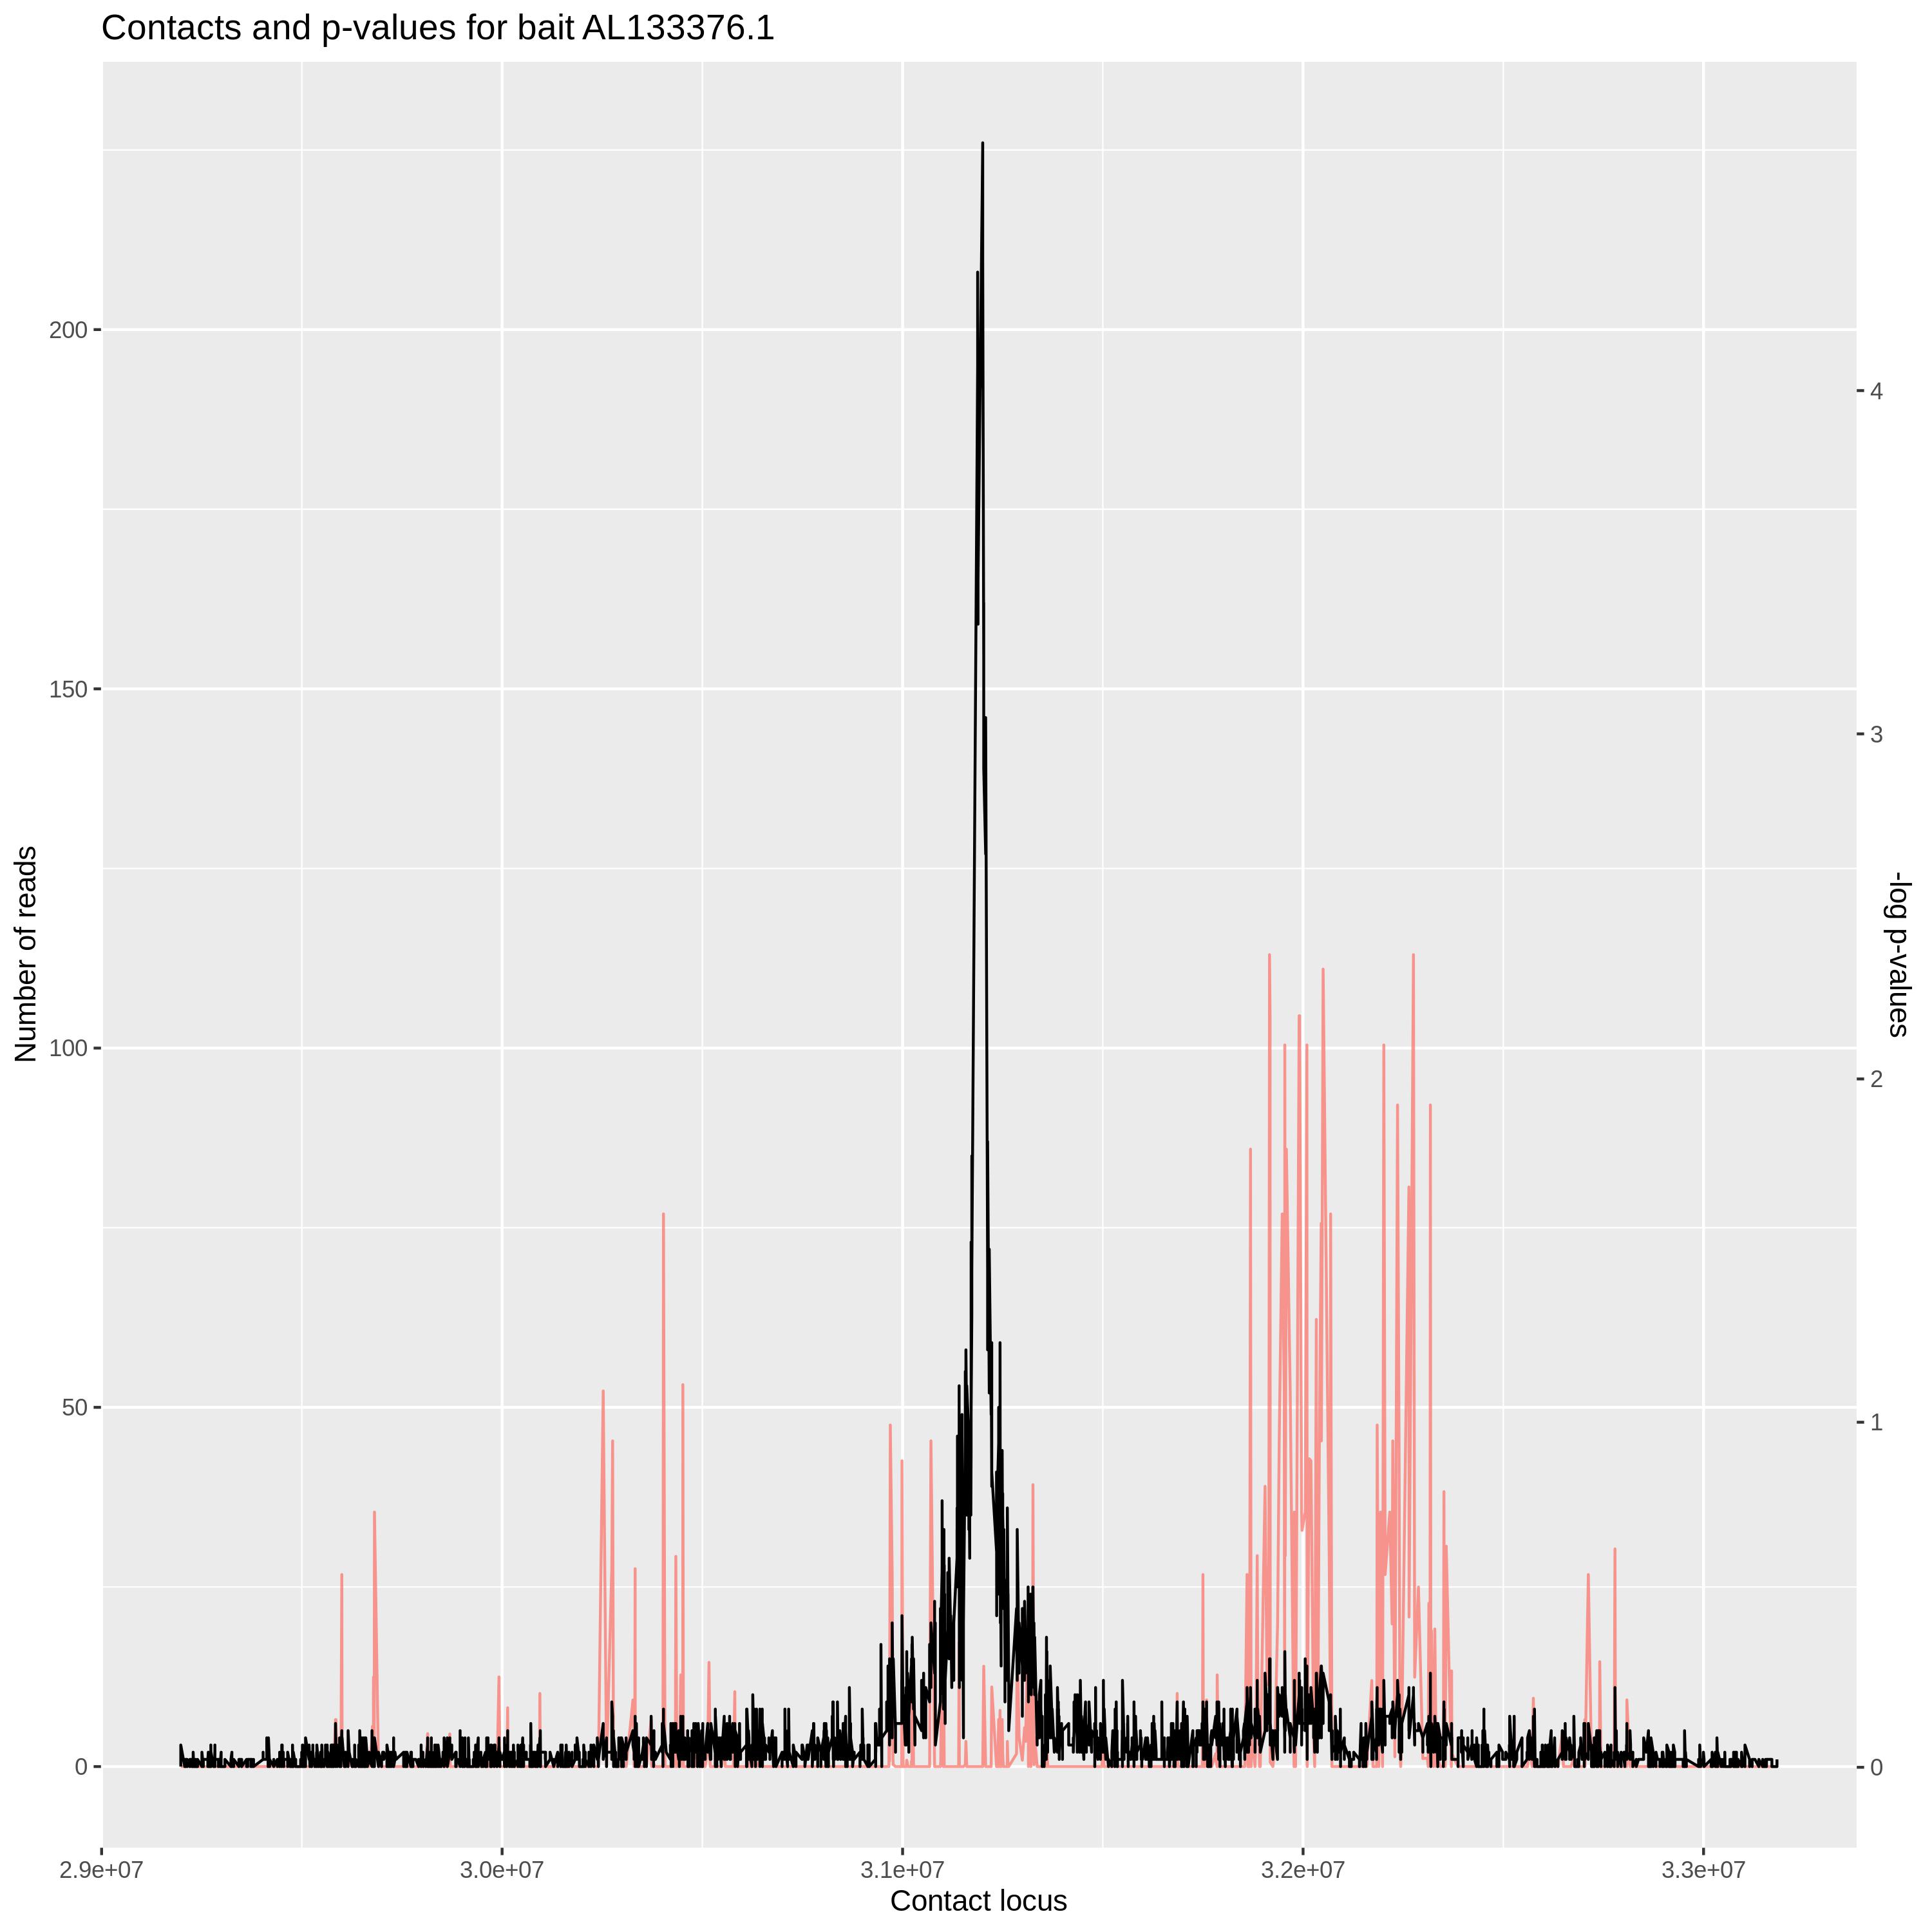 Contacts and p-values for bait AL133376.1
200
150
100
50
0
Number of reads
4
3
2
1
0
-log p-values
2.9e+07 3.0e+07 3.1e+07 3.2e+07 3.3e+07
Contact locus